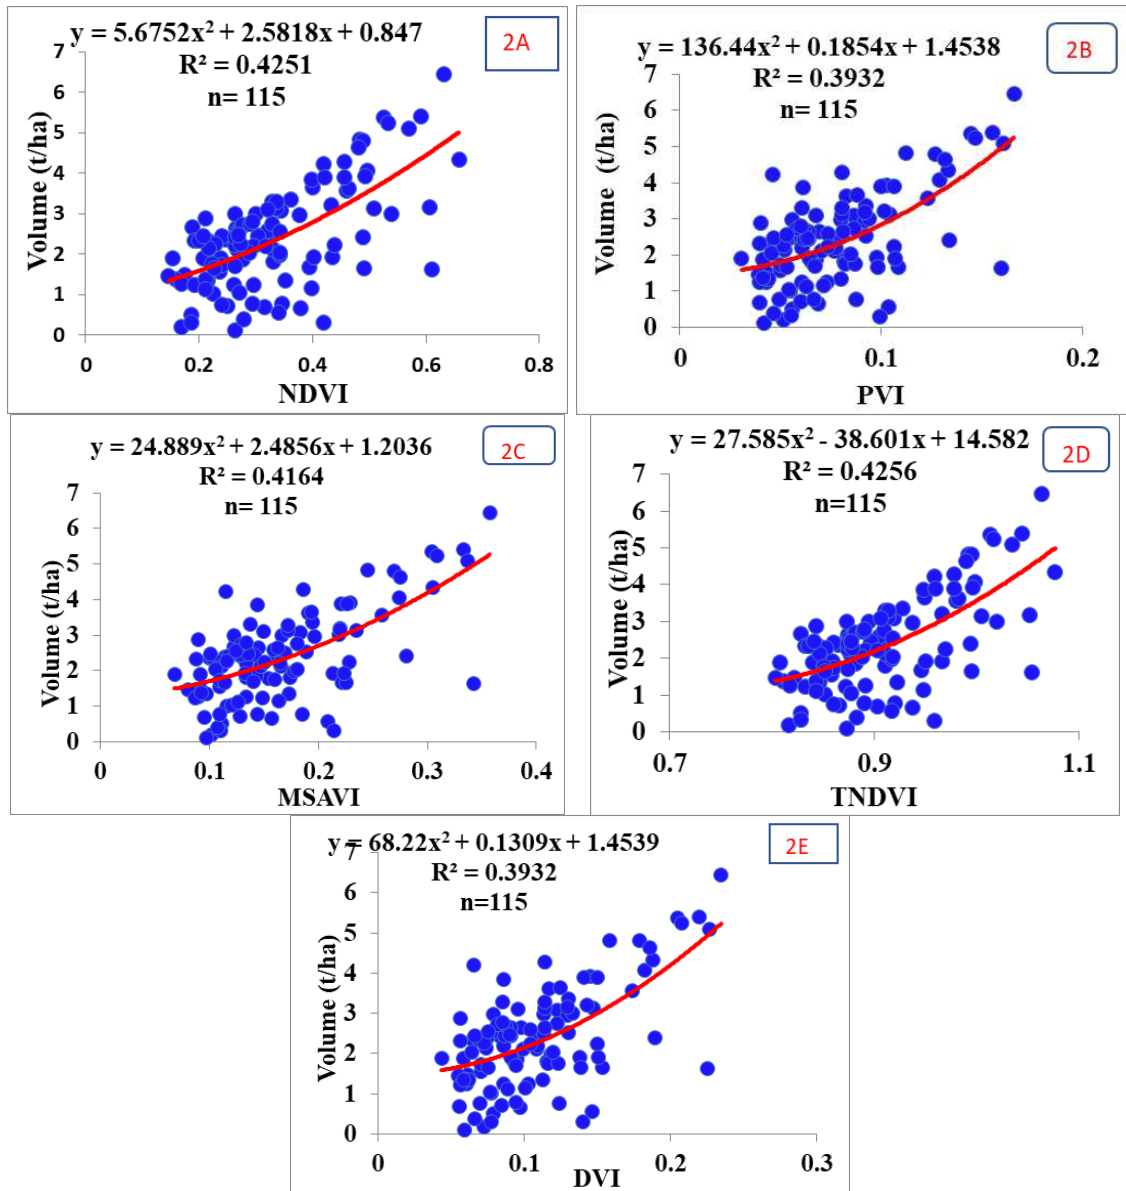 y = 5.6752x² + 2.5818x + 0.847
R² = 0.4251
n= 115
2A
Volume (t/ha)
6
5
4
3
2
1
0
0
0.2
0.4
0.6
0.8
NDVI
y = 136.44x² + 0.1854x + 1.4538
R² = 0.3932
n= 115
2B
Volume (t/ha)
7
6
5
4
3
2
1
0
0
0.1
0.2
PVI
y = 24.889x² + 2.4856x + 1.2036
R² = 0.4164
n= 115
2C
Volume (t/ha)
7
6
5
4
3
2
1
0
0
0.1
0.2
0.3
0.4
MSAVI
y = 27.585x² - 38.601x + 14.582
R² = 0.4256
n=115
2D
Volume (t/ha)
7
6
5
4
3
2
1
0
0.7
0.9
1.1
TNDVI
y = 68.22x² + 0.1309x + 1.4539
R² = 0.3932
n=115
2E
Volume (t/ha)
7
6
5
4
3
2
1
0
0
0.1
0.2
0.3
DVI